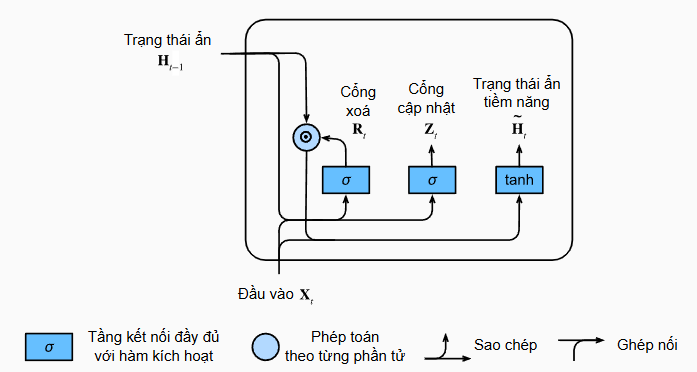 Trạng thái ẩn
H_{t−1}
Cổng
xoá
R_t
Cổng
cập nhật
Z_t
Trạng thái ẩn
tiềm năng
H̃_t
σ
σ
tanh
Đầu vào X_t
σ
Tầng kết nối đầy đủ
với hàm kích hoạt
Phép toán
theo từng phần tử
Sao chép
Ghép nối